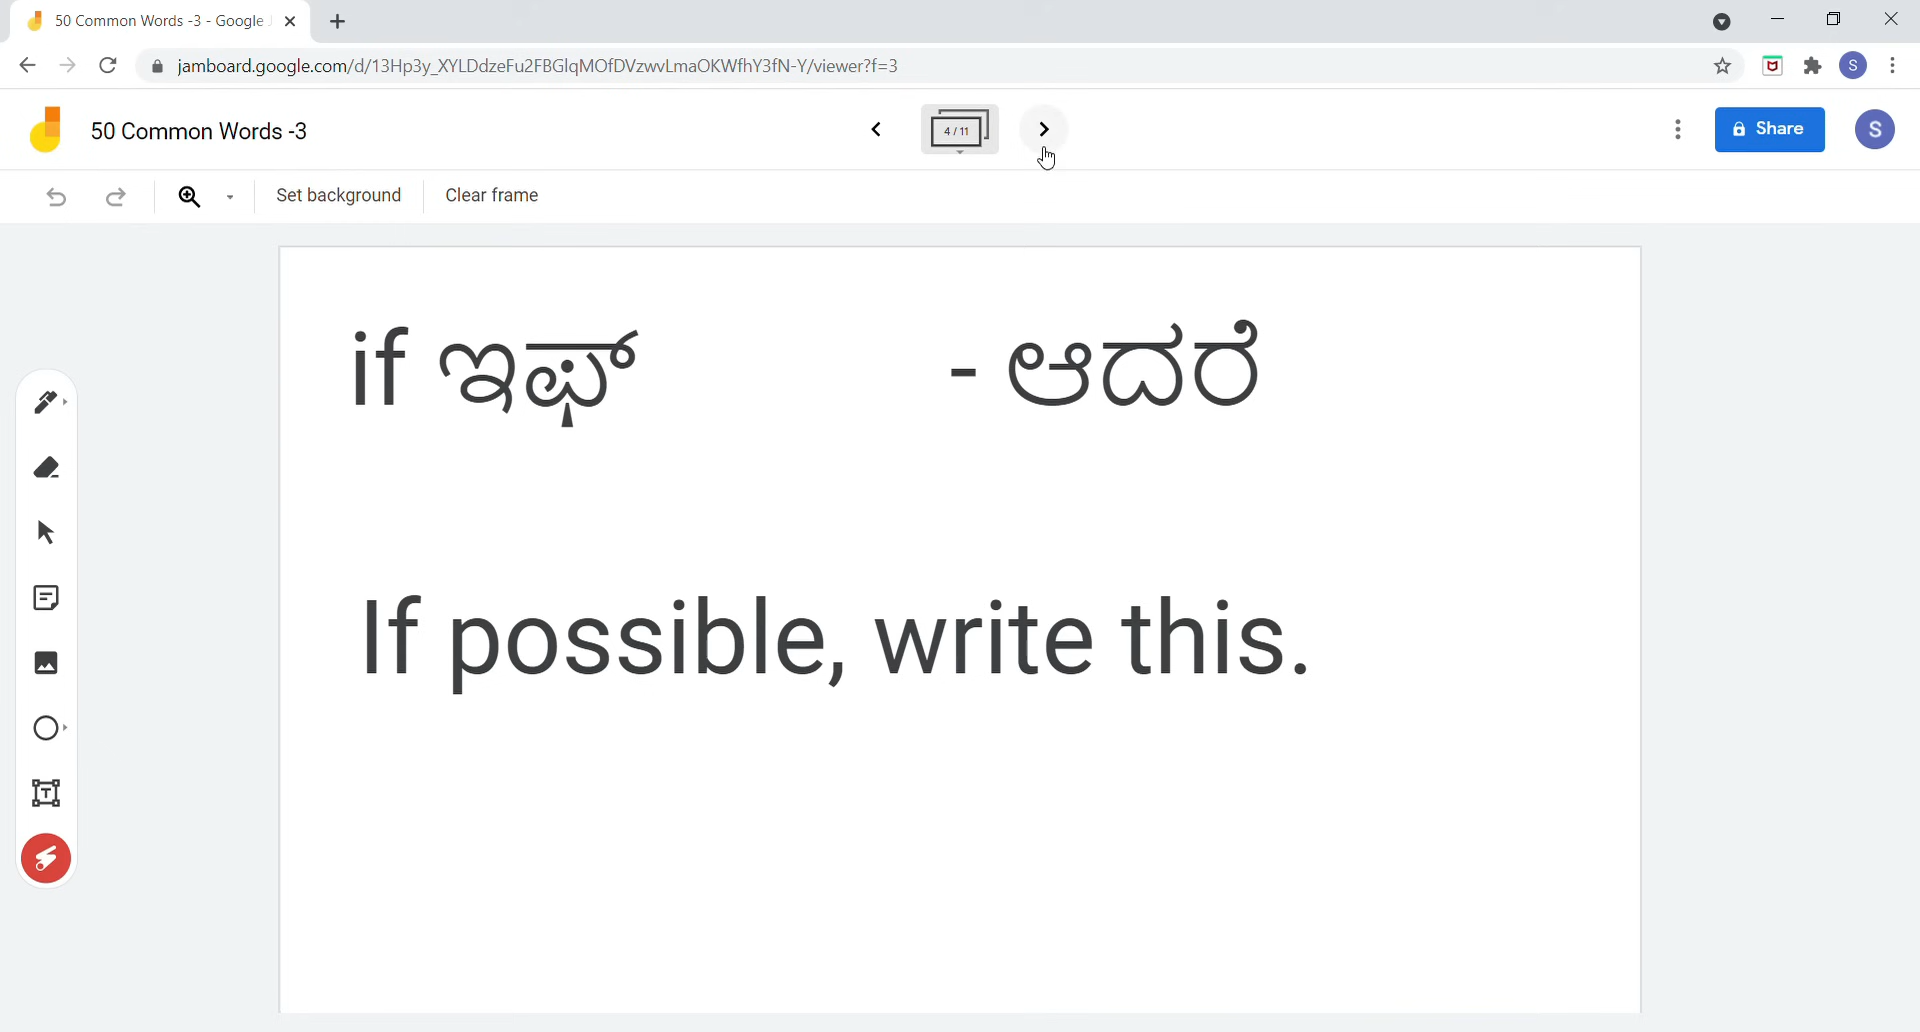 50 Common Words -3 - Google J
jamboard.google.com/d/13Hp3y_XYLDdzeFu2FBGlqMOfDVzwvLmaOKWfhY3fN-Y/viewer?f=3
S
50 Common Words -3
4 / 11
Share
S
Set background
Clear frame
if ಇಫ್ - ಆದರೆ
If possible, write this.